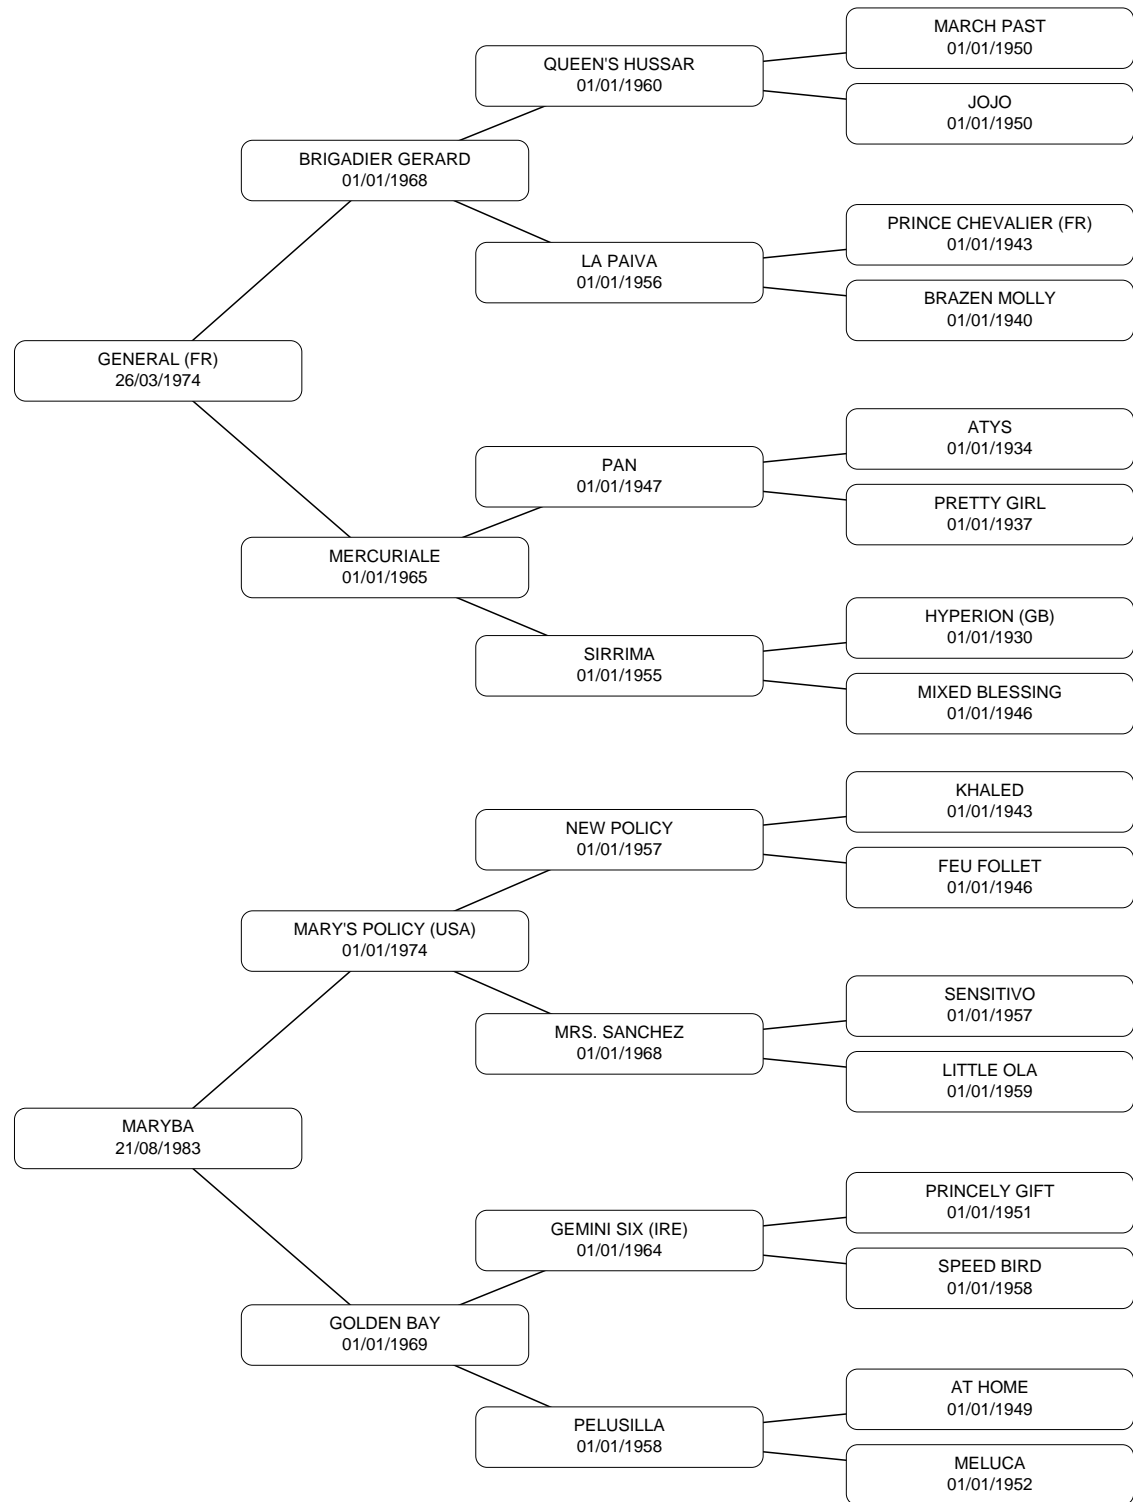 MARCH PAST
01/01/1950
QUEEN'S HUSSAR
01/01/1960
JOJO
01/01/1950
BRIGADIER GERARD
01/01/1968
PRINCE CHEVALIER (FR)
01/01/1943
LA PAIVA
01/01/1956
BRAZEN MOLLY
01/01/1940
GENERAL (FR)
26/03/1974
ATYS
01/01/1934
PAN
01/01/1947
PRETTY GIRL
01/01/1937
MERCURIALE
01/01/1965
HYPERION (GB)
01/01/1930
SIRRIMA
01/01/1955
MIXED BLESSING
01/01/1946
KHALED
01/01/1943
NEW POLICY
01/01/1957
FEU FOLLET
01/01/1946
MARY'S POLICY (USA)
01/01/1974
SENSITIVO
01/01/1957
MRS. SANCHEZ
01/01/1968
LITTLE OLA
01/01/1959
MARYBA
21/08/1983
PRINCELY GIFT
01/01/1951
GEMINI SIX (IRE)
01/01/1964
SPEED BIRD
01/01/1958
GOLDEN BAY
01/01/1969
AT HOME
01/01/1949
PELUSILLA
01/01/1958
MELUCA
01/01/1952